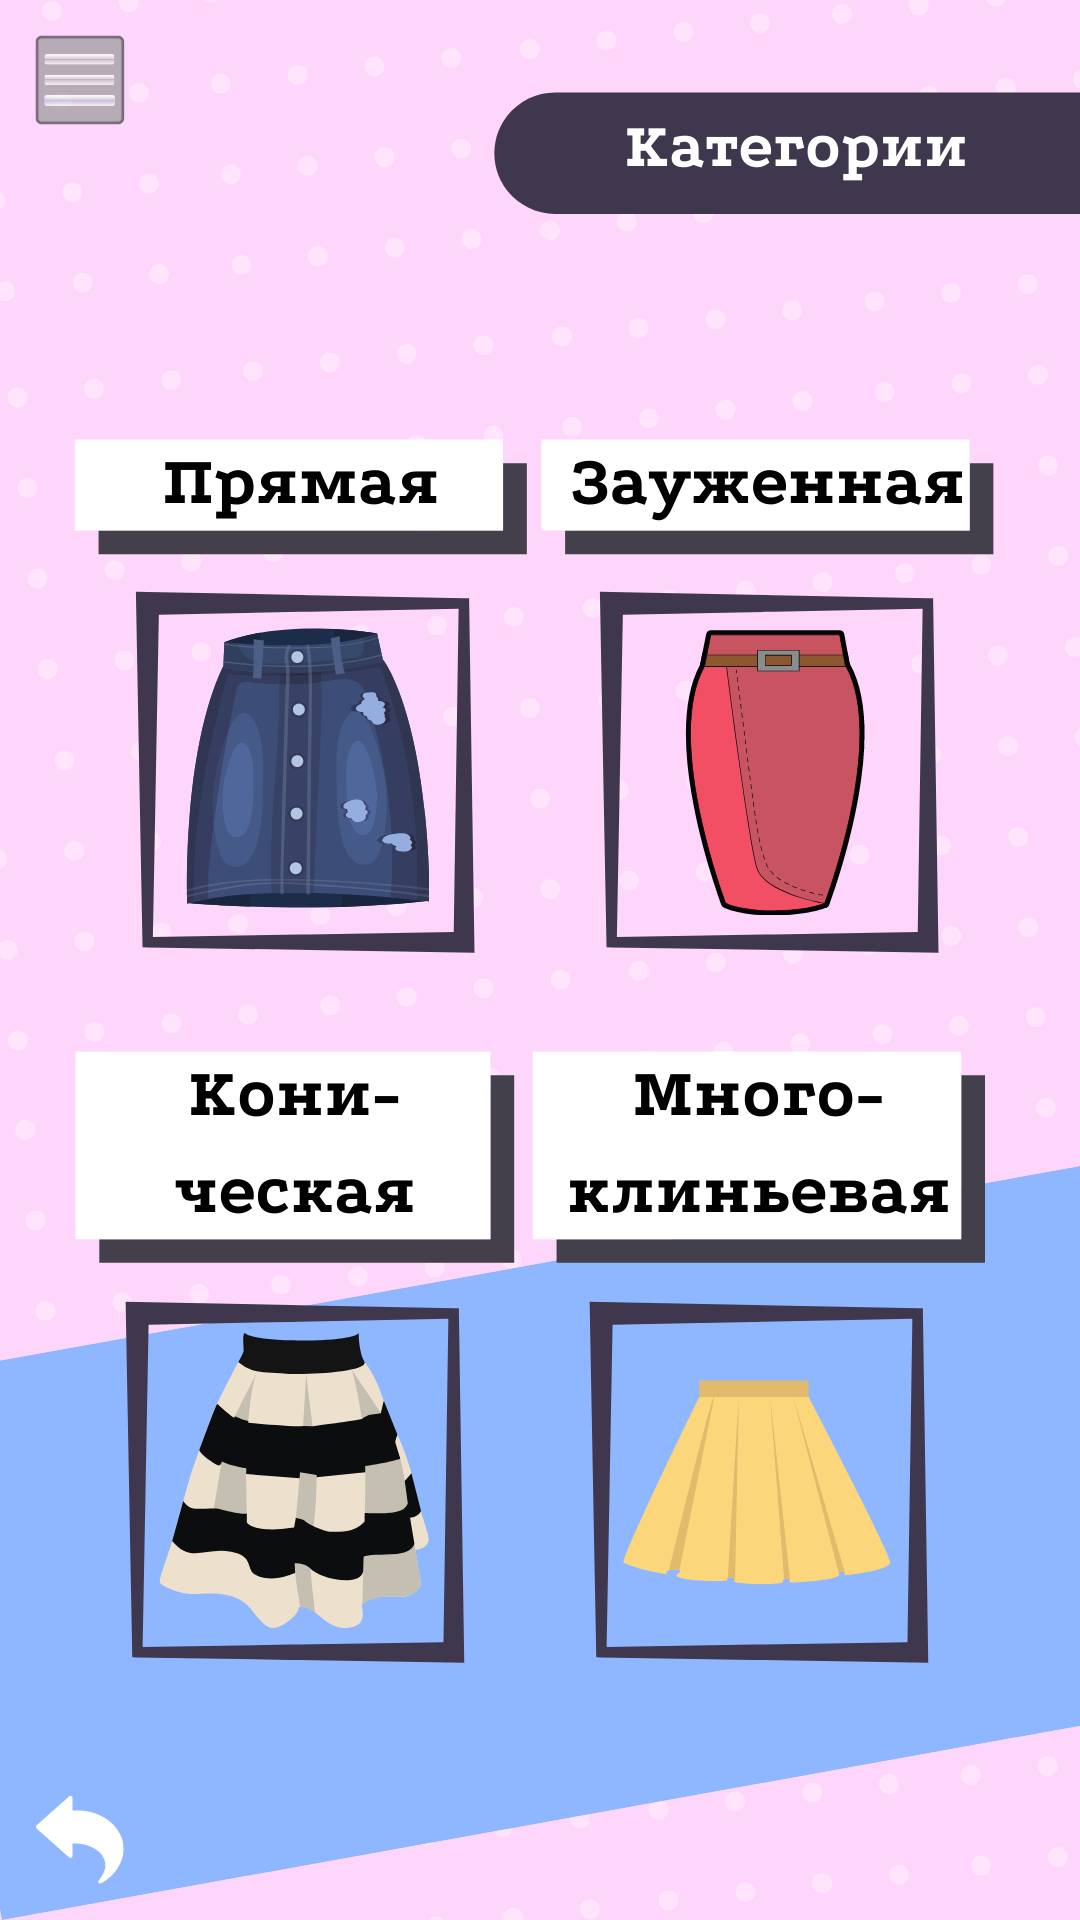 Категории
Прямая
Зауженная
Кони-
ческая
Много-
клиньевая